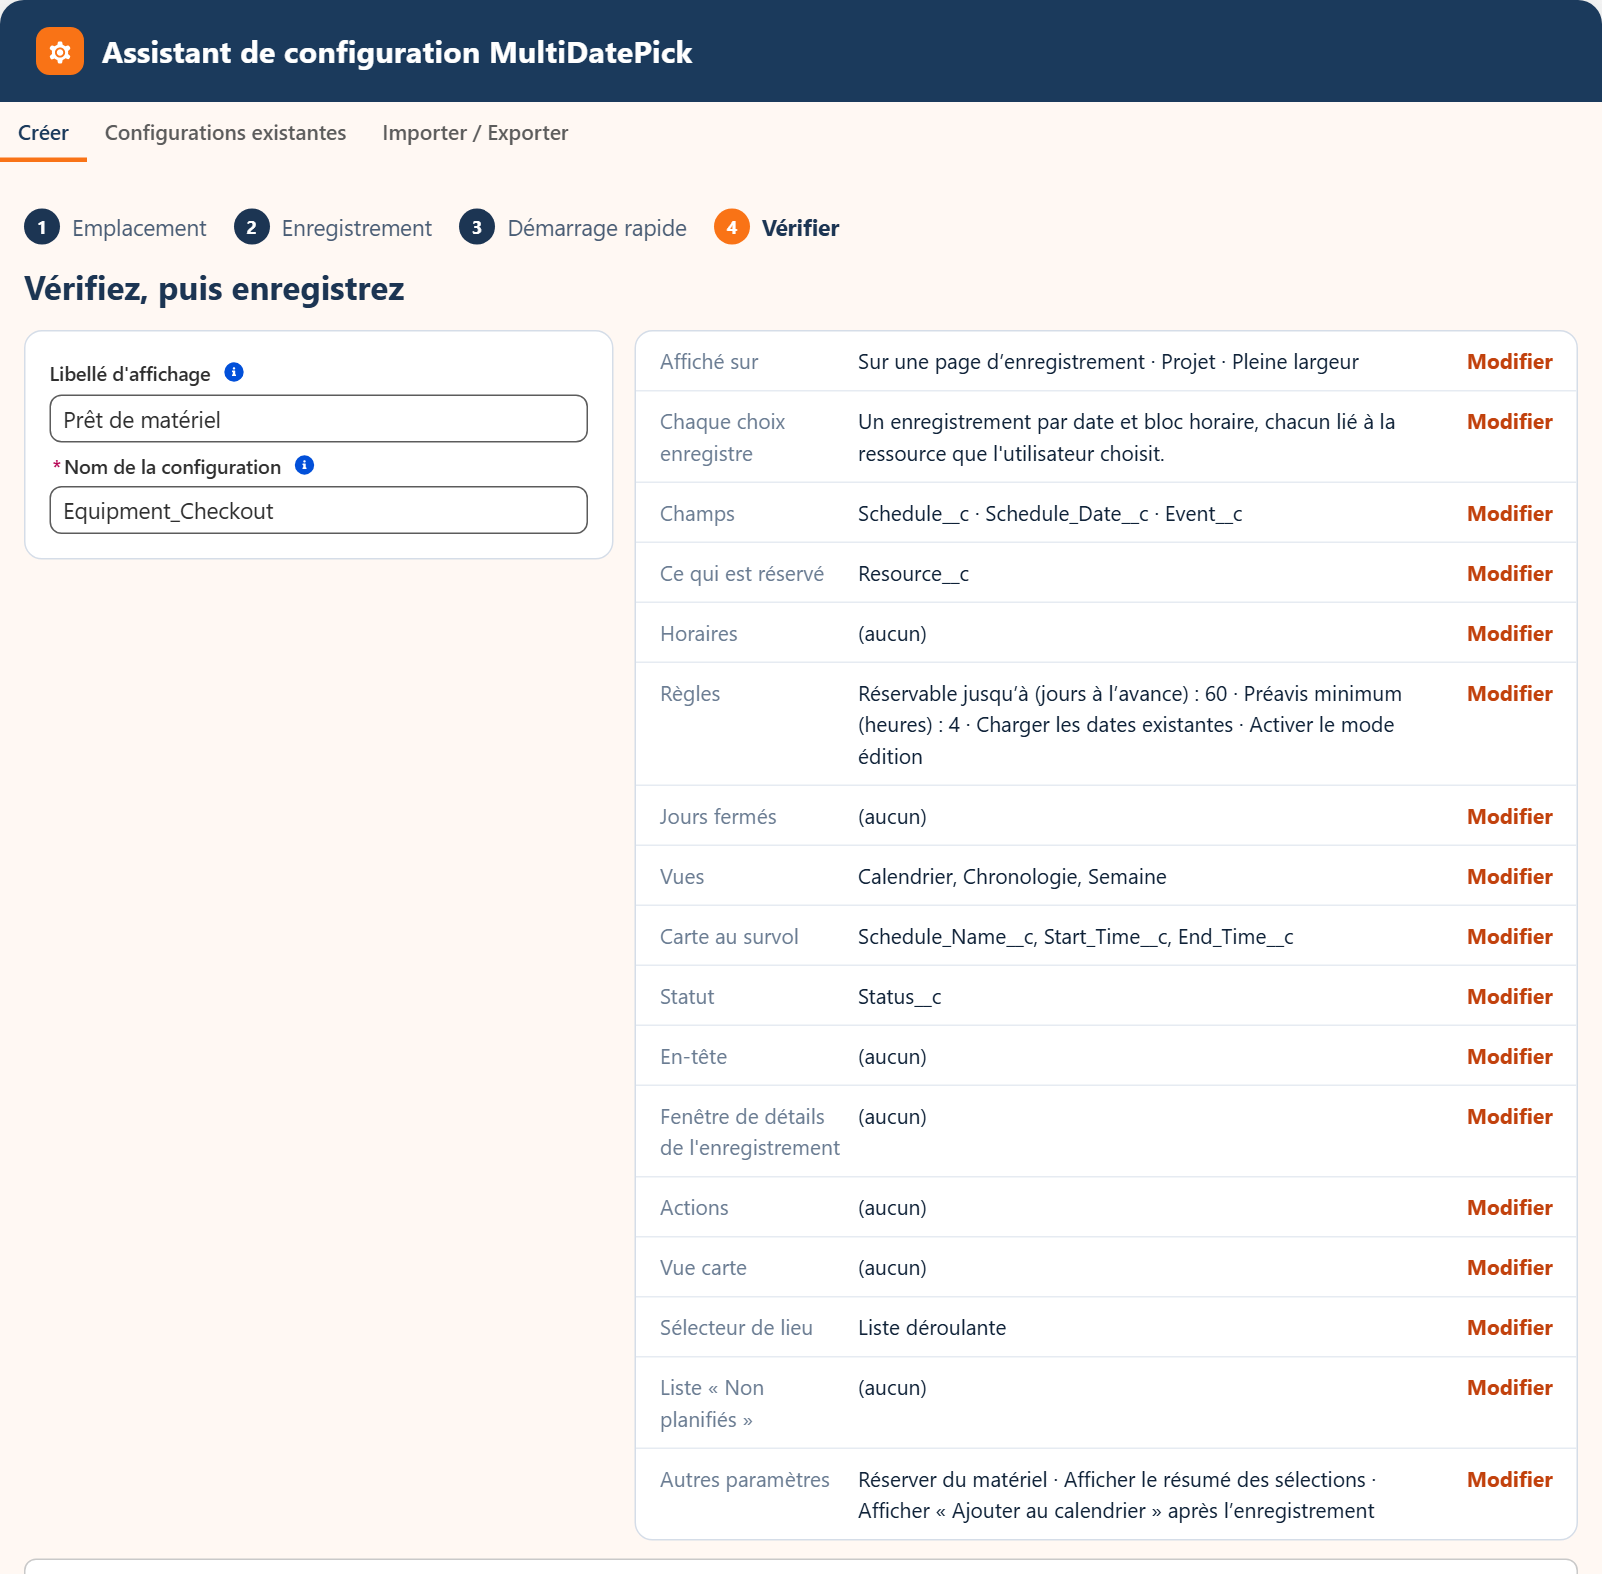 Assistant de configuration MultiDatePick
Créer
Configurations existantes
Importer / Exporter
1 Emplacement
2 Enregistrement
3 Démarrage rapide
4 Vérifier
Vérifiez, puis enregistrez
Libellé d'affichage
Prêt de matériel
*Nom de la configuration
Equipment_Checkout
Affiché sur
Sur une page d’enregistrement · Projet · Pleine largeur
Modifier
Chaque choix
enregistre
Un enregistrement par date et bloc horaire, chacun lié à la
ressource que l'utilisateur choisit.
Modifier
Champs
Schedule__c · Schedule_Date__c · Event__c
Modifier
Ce qui est réservé
Resource__c
Modifier
Horaires
(aucun)
Modifier
Règles
Réservable jusqu’à (jours à l’avance) : 60 · Préavis minimum
(heures) : 4 · Charger les dates existantes · Activer le mode
édition
Modifier
Jours fermés
(aucun)
Modifier
Vues
Calendrier, Chronologie, Semaine
Modifier
Carte au survol
Schedule_Name__c, Start_Time__c, End_Time__c
Modifier
Statut
Status__c
Modifier
En-tête
(aucun)
Modifier
Fenêtre de détails
de l'enregistrement
(aucun)
Modifier
Actions
(aucun)
Modifier
Vue carte
(aucun)
Modifier
Sélecteur de lieu
Liste déroulante
Modifier
Liste « Non
planifiés »
(aucun)
Modifier
Autres paramètres
Réserver du matériel · Afficher le résumé des sélections ·
Afficher « Ajouter au calendrier » après l’enregistrement
Modifier